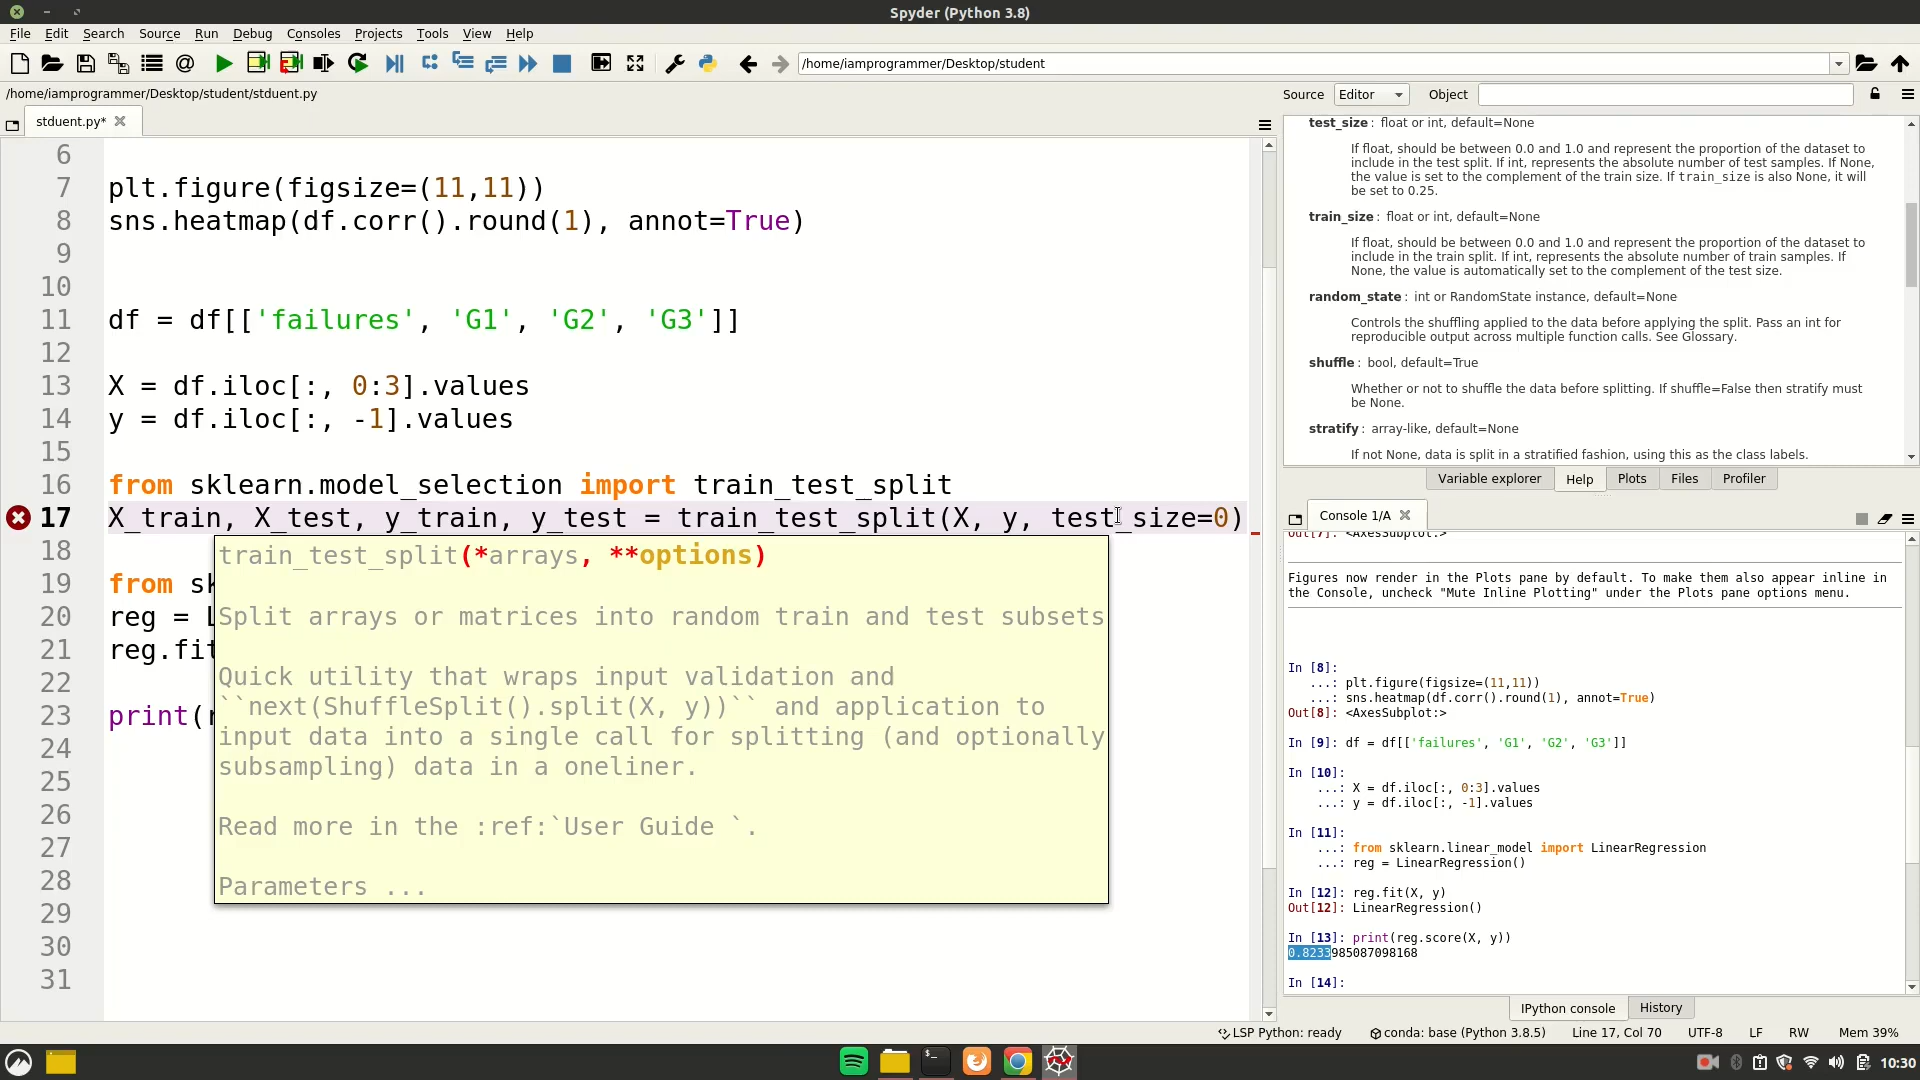 Spyder (Python 3.8)
File Edit Search Source Run Debug Consoles Projects Tools View Help
/home/iamprogrammer/Desktop/student
/home/iamprogrammer/Desktop/student/stduent.py
Source Editor Object
stduent.py*
6
7 plt.figure(figsize=(11,11))
8 sns.heatmap(df.corr().round(1), annot=True)
9
10
11 df = df[['failures', 'G1', 'G2', 'G3']]
12
13 X = df.iloc[:, 0:3].values
14 y = df.iloc[:, -1].values
15
16 from sklearn.model_selection import train_test_split
17 X_train, X_test, y_train, y_test = train_test_split(X, y, test_size=0)
18
19 from sk
20 reg = L
21 reg.fit
22
23 print(r
24
25
26
27
28
29
30
31
train_test_split(*arrays, **options)
Split arrays or matrices into random train and test subsets
Quick utility that wraps input validation and
``next(ShuffleSplit().split(X, y))`` and application to
input data into a single call for splitting (and optionally
subsampling) data in a oneliner.
Read more in the :ref:`User Guide `.
Parameters ...
test_size : float or int, default=None
If float, should be between 0.0 and 1.0 and represent the proportion of the dataset to
include in the test split. If int, represents the absolute number of test samples. If None,
the value is set to the complement of the train size. If train_size is also None, it will
be set to 0.25.
train_size : float or int, default=None
If float, should be between 0.0 and 1.0 and represent the proportion of the dataset to
include in the train split. If int, represents the absolute number of train samples. If
None, the value is automatically set to the complement of the test size.
random_state : int or RandomState instance, default=None
Controls the shuffling applied to the data before applying the split. Pass an int for
reproducible output across multiple function calls. See Glossary.
shuffle : bool, default=True
Whether or not to shuffle the data before splitting. If shuffle=False then stratify must
be None.
stratify : array-like, default=None
If not None, data is split in a stratified fashion, using this as the class labels.
Variable explorer Help Plots Files Profiler
Console 1/A
Out[7]: <AxesSubplot:>
Figures now render in the Plots pane by default. To make them also appear inline in
the Console, uncheck "Mute Inline Plotting" under the Plots pane options menu.
In [8]:
...: plt.figure(figsize=(11,11))
...: sns.heatmap(df.corr().round(1), annot=True)
Out[8]: <AxesSubplot:>
In [9]: df = df[['failures', 'G1', 'G2', 'G3']]
In [10]:
...: X = df.iloc[:, 0:3].values
...: y = df.iloc[:, -1].values
In [11]:
...: from sklearn.linear_model import LinearRegression
...: reg = LinearRegression()
In [12]: reg.fit(X, y)
Out[12]: LinearRegression()
In [13]: print(reg.score(X, y))
0.8233985087098168
In [14]:
IPython console History
LSP Python: ready conda: base (Python 3.8.5) Line 17, Col 70 UTF-8 LF RW Mem 39%
10:30